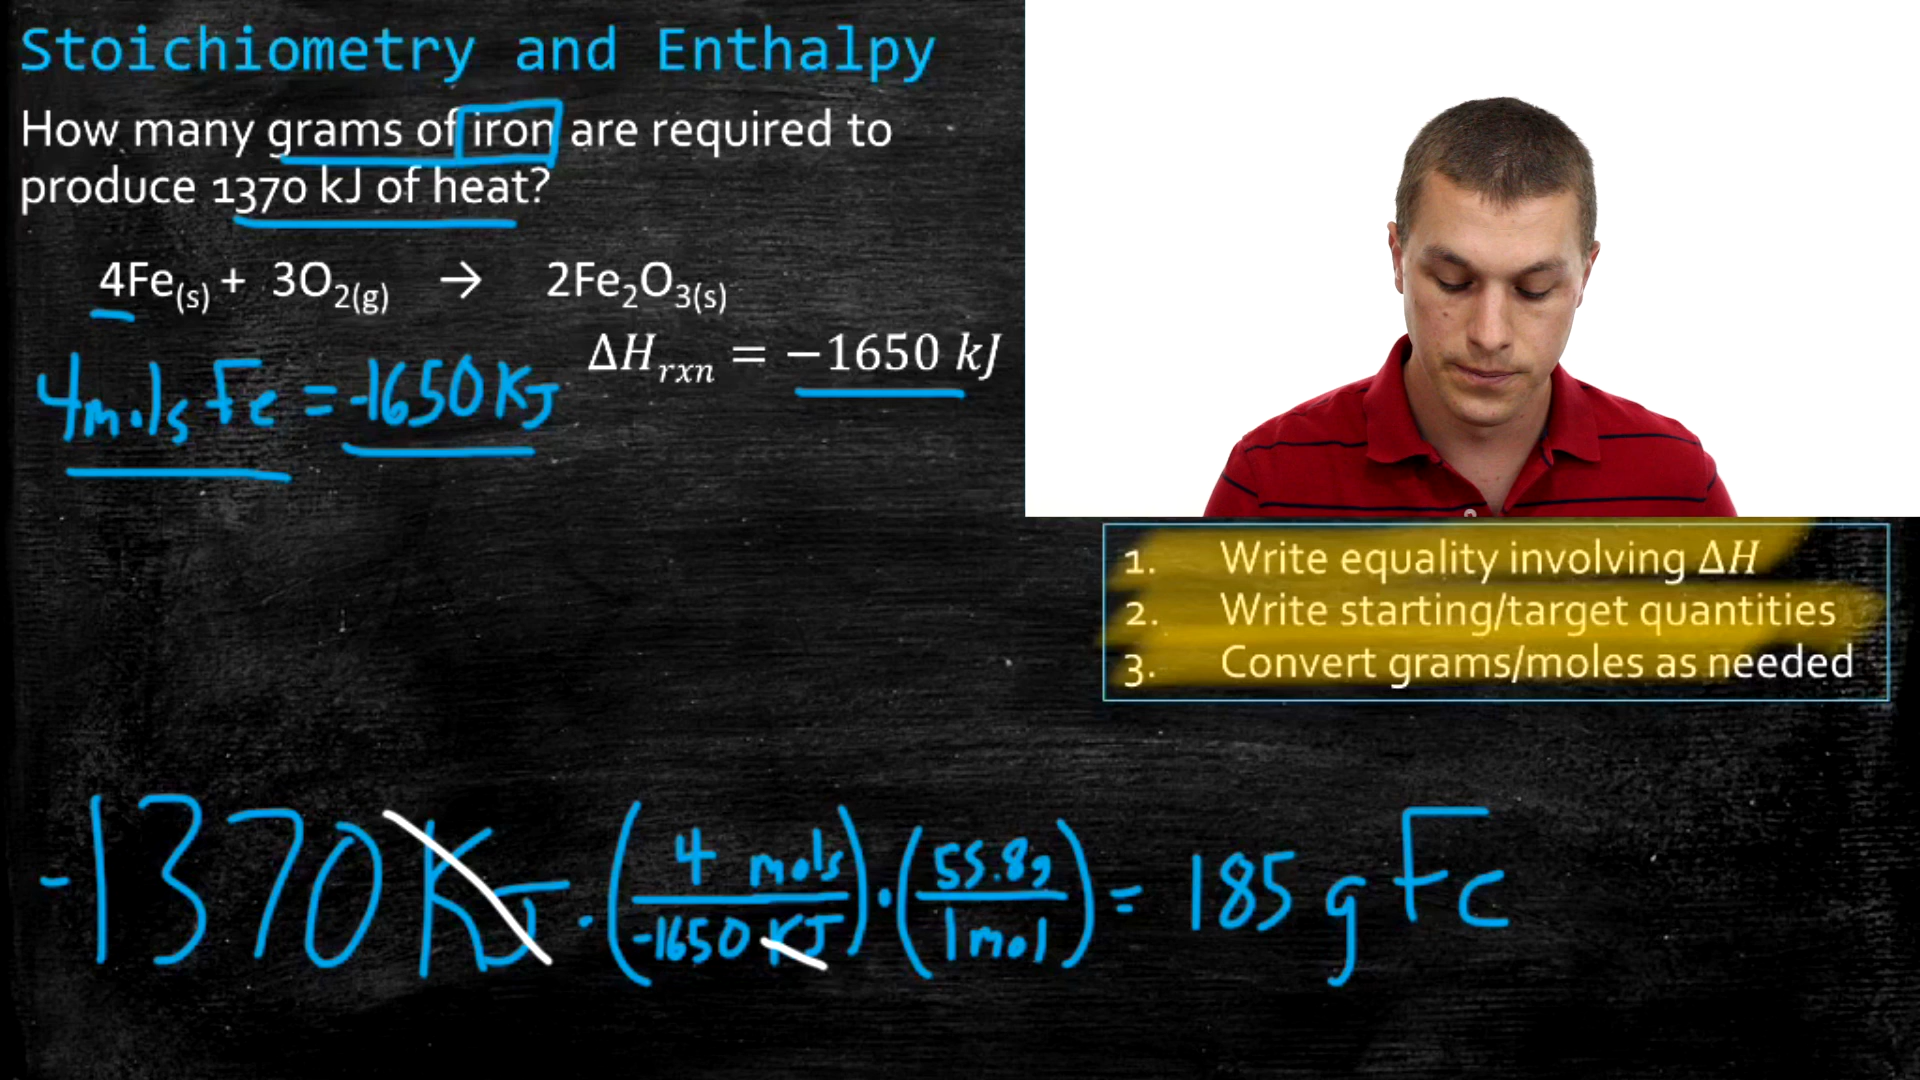 Stoichiometry and Enthalpy
How many grams of iron are required to
produce 1370 kJ of heat?
4Fe(s) + 3O2(g) → 2Fe2O3(s)
ΔHrxn = −1650 kJ
4mols Fe = -1650 KJ
1. Write equality involving ΔH
2. Write starting/target quantities
3. Convert grams/moles as needed
-1370 KJ · (4 mols / -1650 KJ) · (55.8g / 1mol) = 185 g Fe